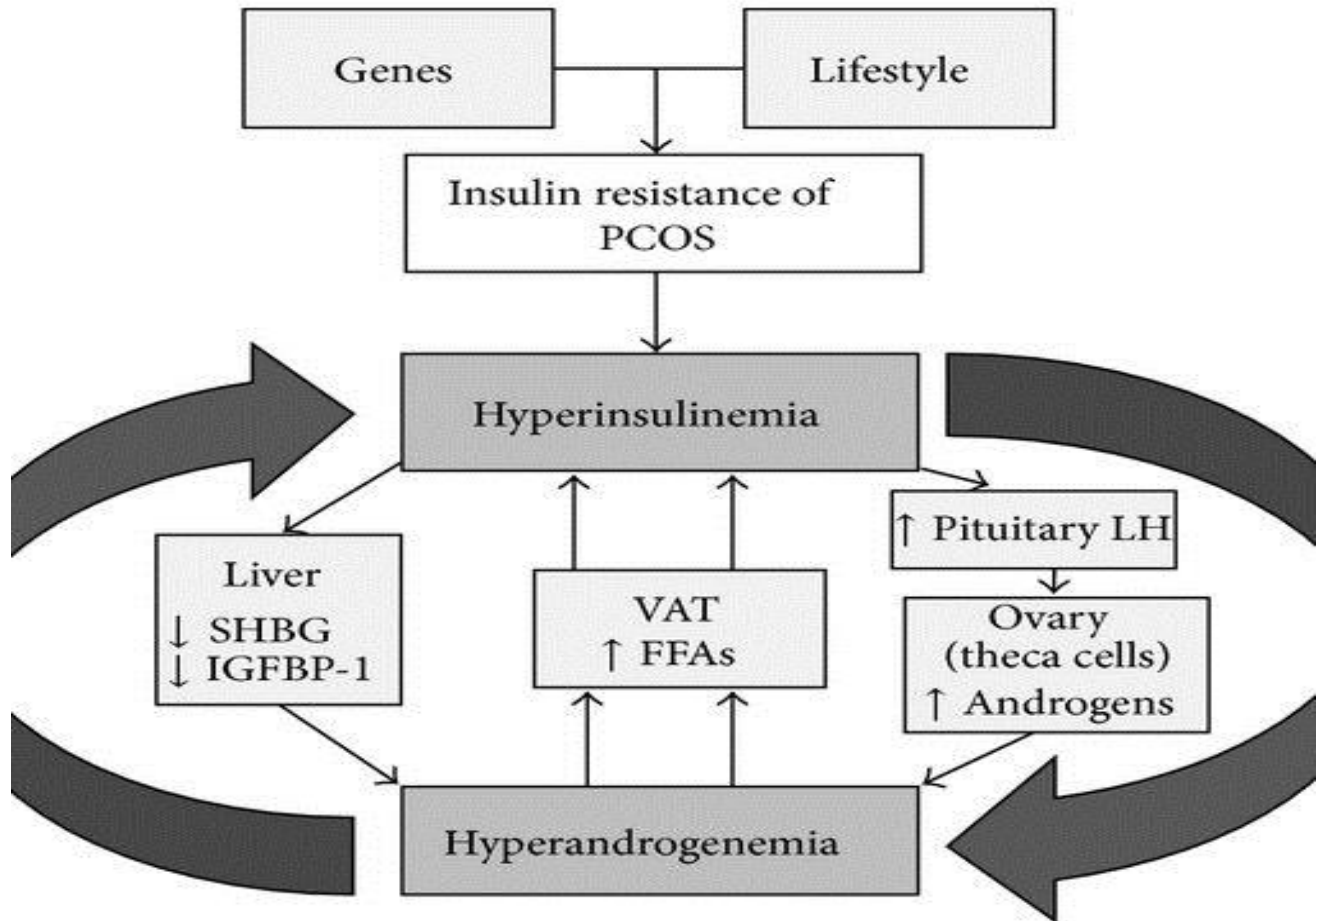 Genes
Lifestyle
Insulin resistance of
PCOS
Hyperinsulinemia
↑ Pituitary LH
Liver
↓ SHBG
↓ IGFBP-1
VAT
↑ FFAs
Ovary
(theca cells)
↑ Androgens
Hyperandrogenemia